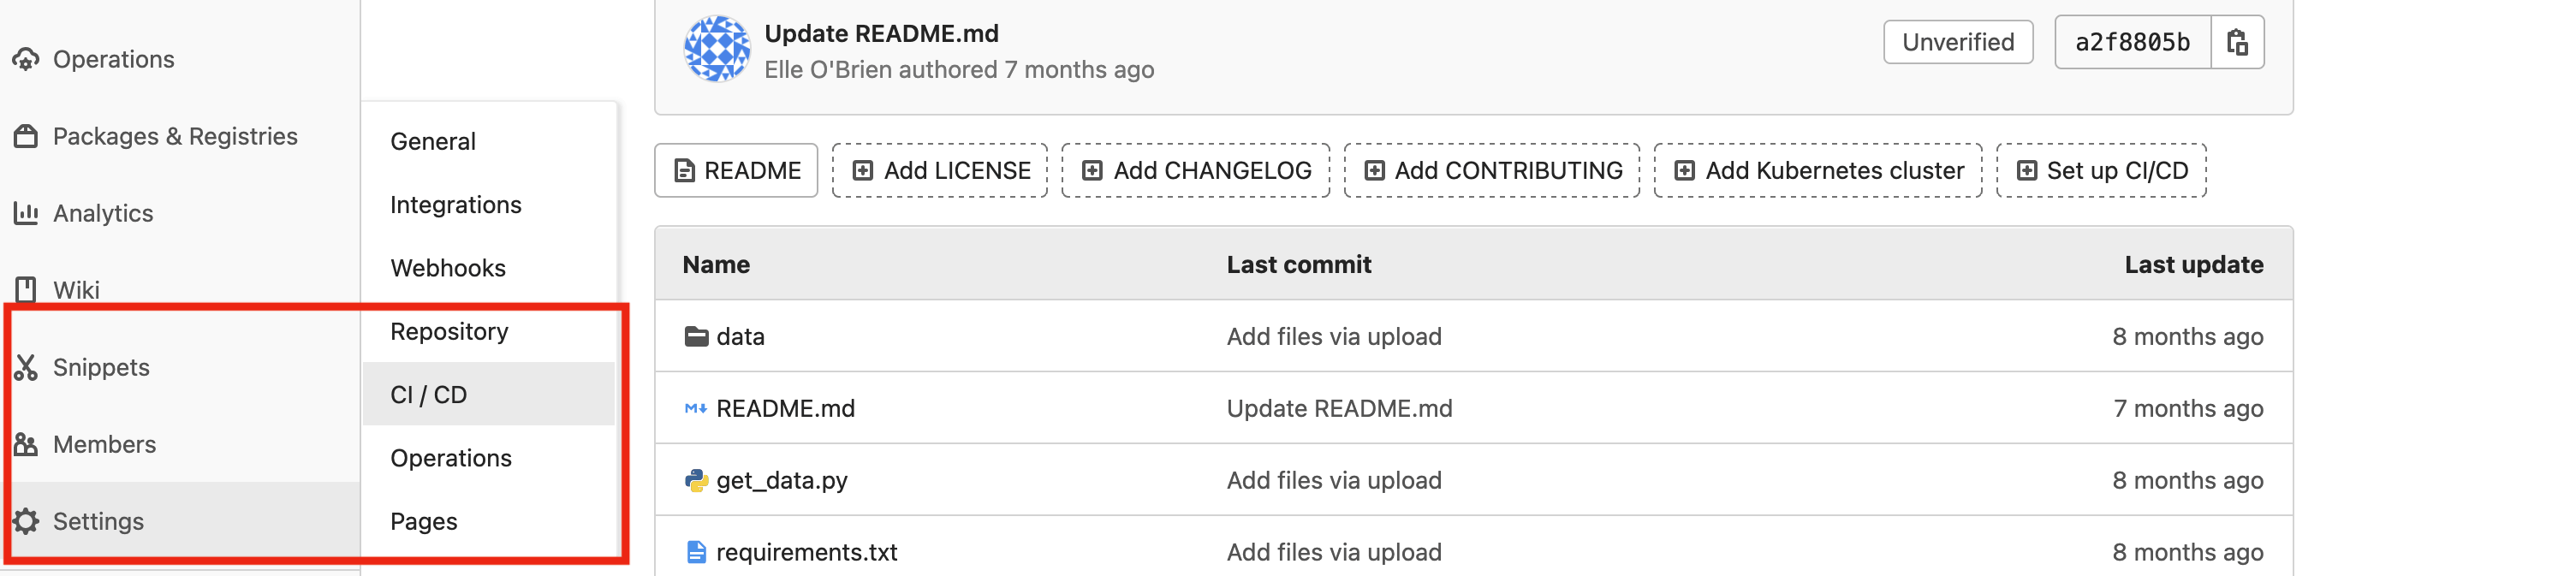 Operations
Packages & Registries
Analytics
Wiki
Snippets
Members
Settings
General
Integrations
Webhooks
Repository
CI / CD
Operations
Pages
Update README.md
Elle O'Brien authored 7 months ago
Unverified
a2f8805b
README
Add LICENSE
Add CHANGELOG
Add CONTRIBUTING
Add Kubernetes cluster
Set up CI/CD
Name Last commit Last update
data Add files via upload 8 months ago
README.md Update README.md 7 months ago
get_data.py Add files via upload 8 months ago
requirements.txt Add files via upload 8 months ago